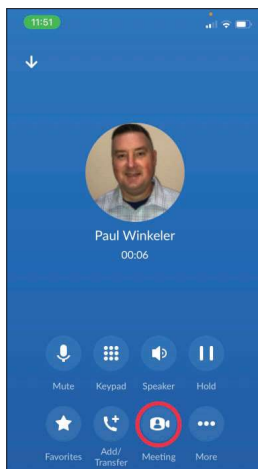 11:51
Paul Winkeler
00:06
Mute Keypad Speaker Hold
Favorites Add/ Transfer Meeting More